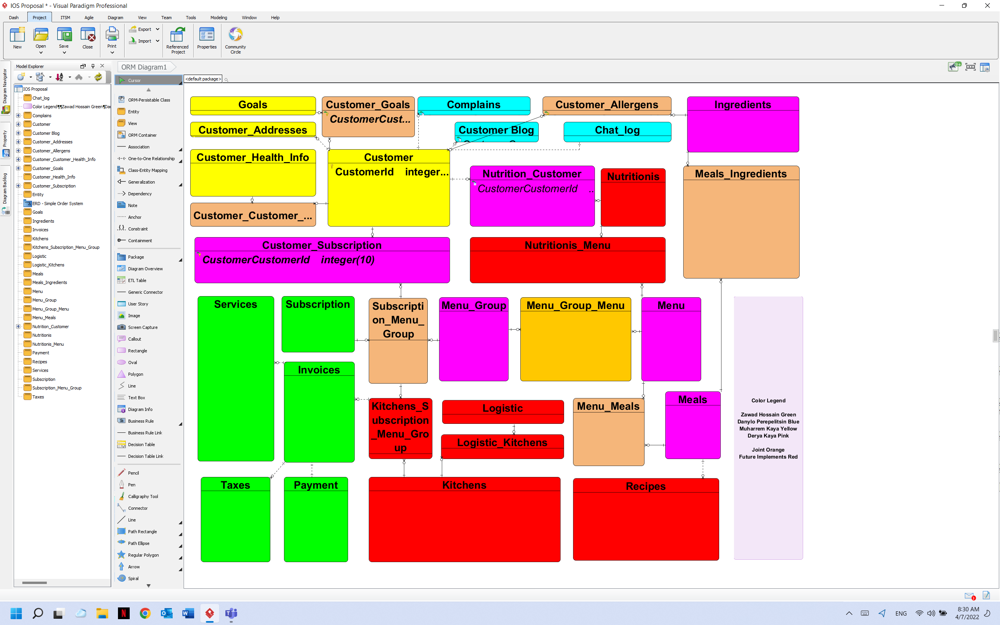 IOS Proposal * - Visual Paradigm Professional
Dash Project ITSM Agile Diagram View Team Tools Modeling Window Help
New
Open
Save
Close
Print
Export
Import
Referenced
Project
Properties
Community
Circle
Diagram Navigator
Property
Diagram Backlog
Model Explorer
IOS Proposal
Chat_log
Color Legend¶¶Zawad Hossain Green¶Dan
Complains
Customer
Customer Blog
Customer_Addresses
Customer_Allergens
Customer_Customer_Health_Info
Customer_Goals
Customer_Health_Info
Customer_Subscription
Entity
ERD - Simple Order System
Goals
Ingredients
Invoices
Kitchens
Kitchens_Subscription_Menu_Group
Logistic
Logistic_Kitchens
Meals
Meals_Ingredients
Menu
Menu_Group
Menu_Group_Menu
Menu_Meals
Nutrition_Customer
Nutritionis
Nutritionis_Menu
Payment
Recipes
Services
Subscription
Subscription_Menu_Group
Taxes
ORM Diagram1
Cursor
ORM-Persistable Class
Entity
View
ORM Container
Association
One-to-One Relationship
Class-Entity Mapping
Generalization
Dependency
Note
Anchor
Constraint
Containment
Package
Diagram Overview
ETL Table
Generic Connector
User Story
Image
Screen Capture
Callout
Rectangle
Oval
Polygon
Line
Text Box
Diagram Info
Business Rule
Business Rule Link
Decision Table
Decision Table Link
Pencil
Pen
Calligraphy Tool
Connector
Line
Path Rectangle
Path Ellipse
Regular Polygon
Arrow
Spiral
<default package>
9+
Goals
Customer_Goals
CustomerCust...
Complains
Customer_Allergens
Ingredients
Customer_Addresses
Customer Blog
Chat_log
Customer_Health_Info
Customer
CustomerId integer...
Nutrition_Customer
CustomerCustomerId ..
Nutritionis
Meals_Ingredients
Customer_Customer_...
Customer_Subscription
CustomerCustomerId integer(10)
Nutritionis_Menu
Services
Subscription
Subscripti
on_Menu_
Group
Menu_Group
Menu_Group_Menu
Menu
Invoices
Kitchens_S
ubscription
_Menu_Gro
up
Logistic
Logistic_Kitchens
Menu_Meals
Meals
Taxes
Payment
Kitchens
Recipes
Color Legend
Zawad Hossain Green
Danylo Perepelitsin Blue
Muharrem Kaya Yellow
Derya Kaya Pink
Joint Orange
Future Implements Red
3
ENG
8:30 AM
4/7/2022